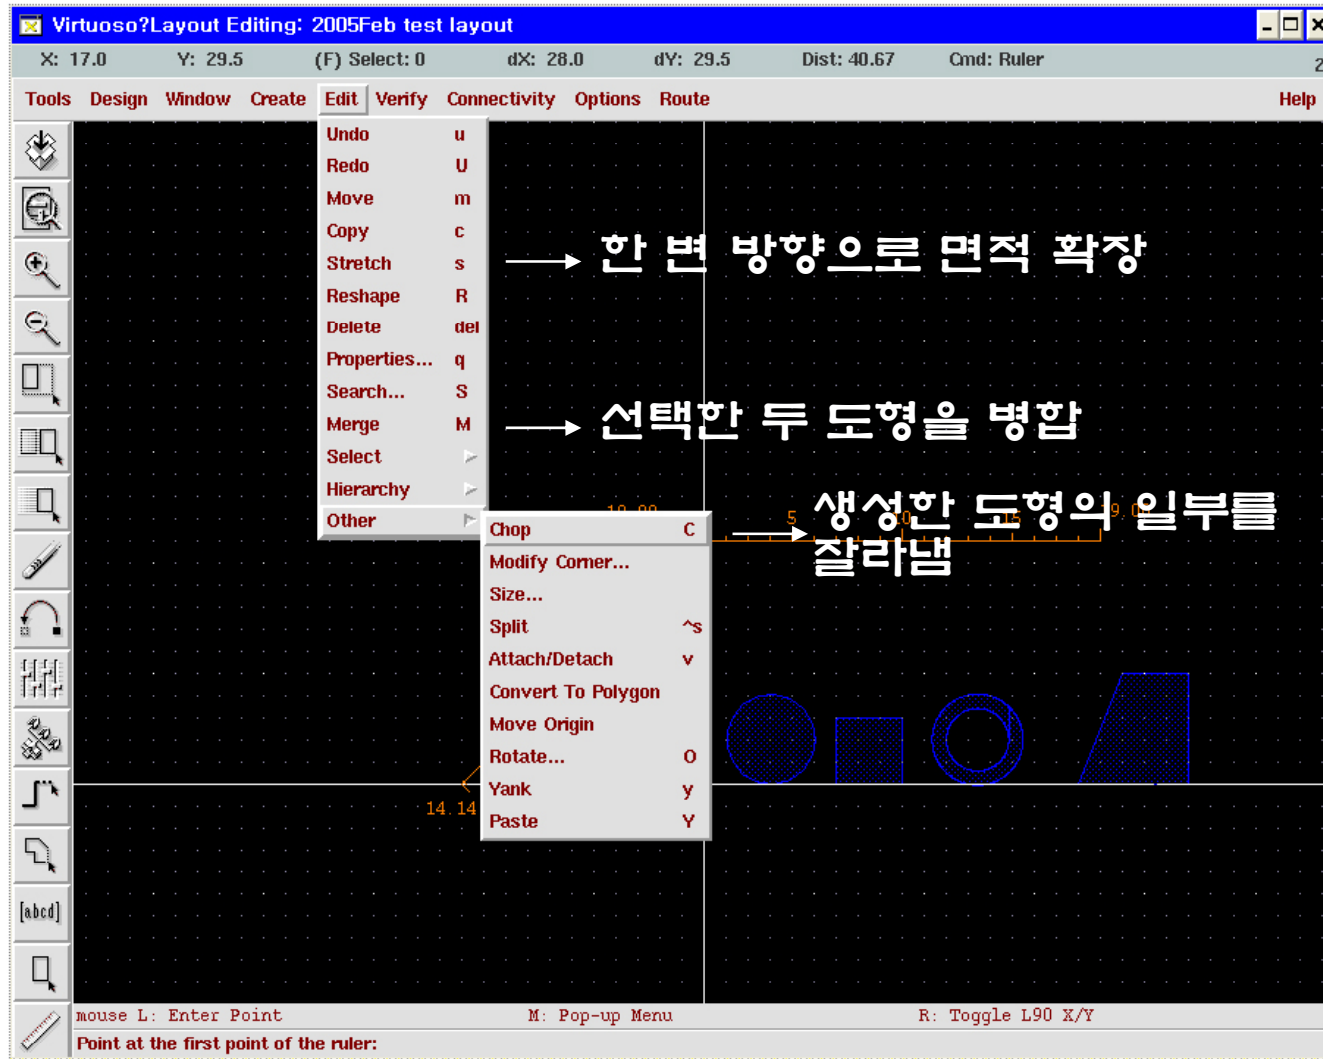 Virtuoso?Layout Editing: 2005Feb test layout
X: 17.0 Y: 29.5 (F) Select: 0 dX: 28.0 dY: 29.5 Dist: 40.67 Cmd: Ruler 2
Tools Design Window Create Edit Verify Connectivity Options Route Help
Undo u
Redo U
Move m
Copy c
Stretch s
한 변 방향으로 면적 확장
Reshape R
Delete del
Properties... q
Search... S
Merge M
선택한 두 도형을 병합
Select
Hierarchy
Other
Chop C
생성한 도형의 일부를
잘라냄
5 10 15
Modify Corner...
Size...
Split ^s
Attach/Detach v
Convert To Polygon
Move Origin
Rotate... O
Yank y
Paste Y
14.14
[abcd]
mouse L: Enter Point M: Pop-up Menu R: Toggle L90 X/Y
Point at the first point of the ruler: